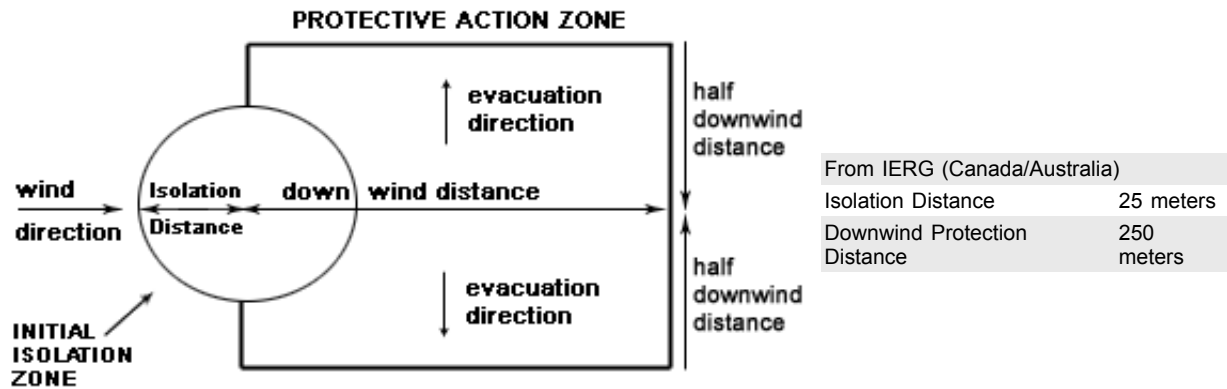 PROTECTIVE ACTION ZONE
evacuation
direction
half
downwind
distance
wind
direction
Isolation
Distance
down wind distance
evacuation
direction
half
downwind
distance
INITIAL
ISOLATION
ZONE
From IERG (Canada/Australia)
Isolation Distance 25 meters
Downwind Protection 250
Distance meters